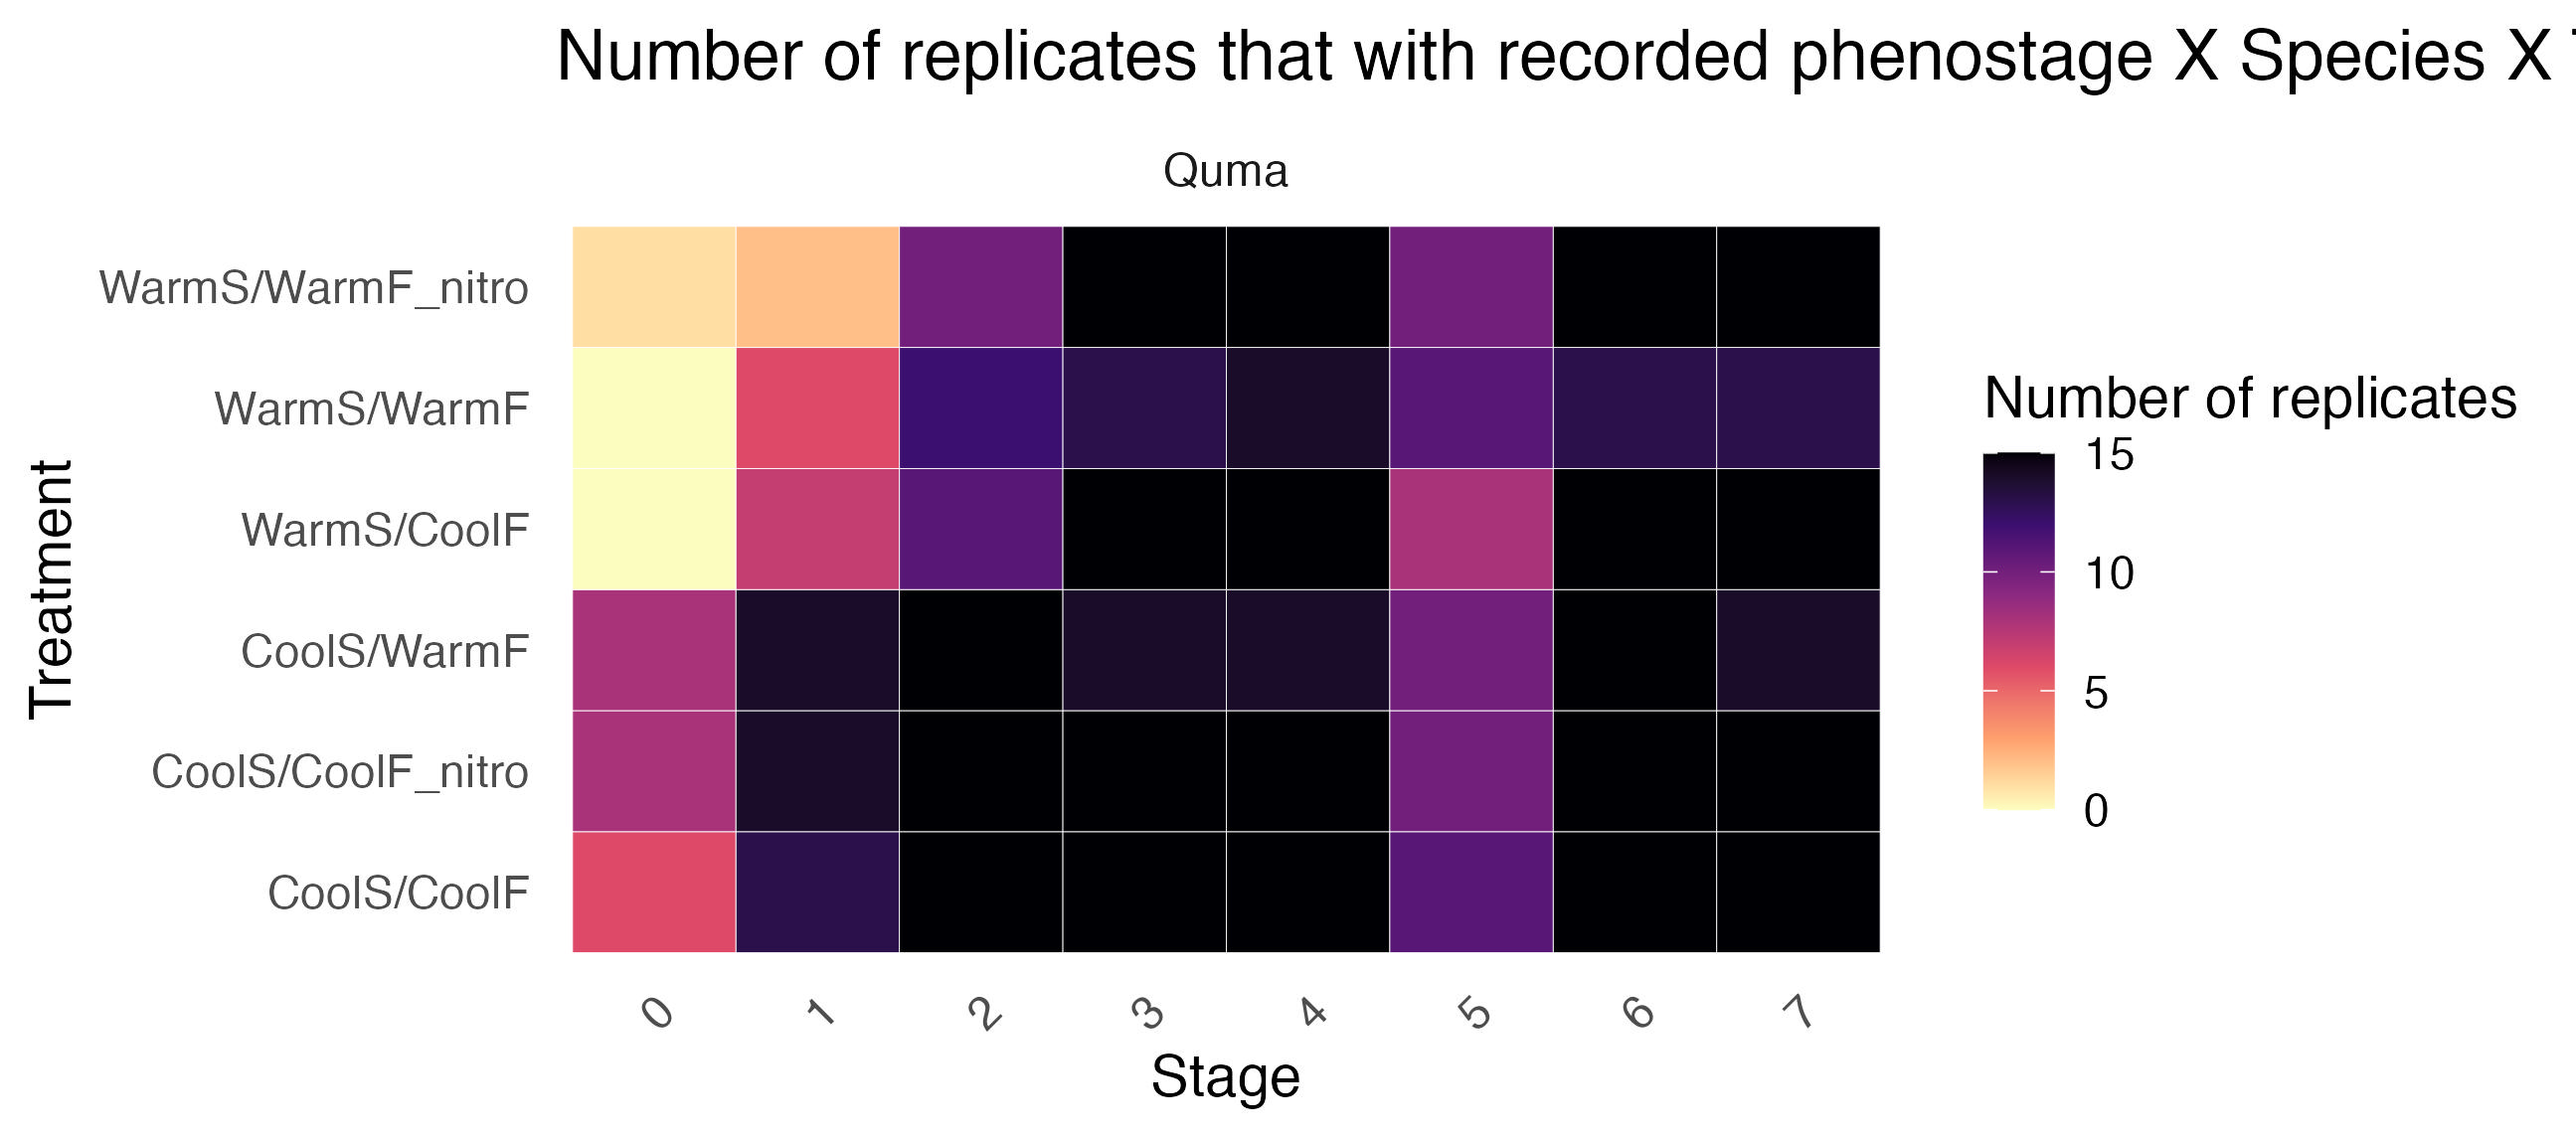 Number of replicates that with recorded phenostage X Species X
Quma
WarmS/WarmF_nitro
WarmS/WarmF
WarmS/CoolF
CoolS/WarmF
CoolS/CoolF_nitro
CoolS/CoolF
Treatment
0 1 2 3 4 5 6 7
Stage
Number of replicates
15
10
5
0